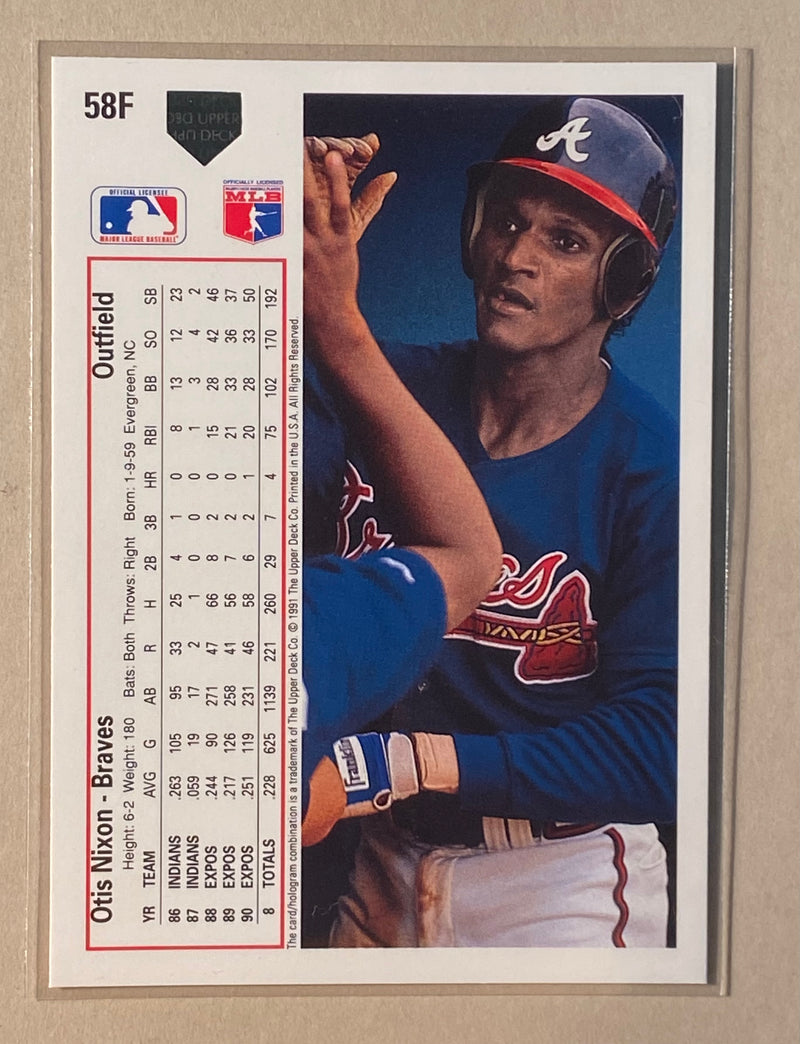 58F
UPPER
DECK
OFFICIAL LICENSEE
MAJOR LEAGUE BASEBALL
OFFICIALLY LICENSED
MAJOR LEAGUE BASEBALL PLAYERS
MLB
Otis Nixon - Braves Outfield
Height: 6-2 Weight: 180 Bats: Both Throws: Right Born: 1-9-59 Evergreen, NC
YR TEAM AVG G AB R H 2B 3B HR RBI BB SO SB
86 INDIANS .263 105 95 33 25 4 1 0 8 13 12 23
87 INDIANS .059 19 17 2 1 0 0 0 1 3 4 2
88 EXPOS .244 90 271 47 66 8 2 0 15 28 42 46
89 EXPOS .217 126 258 41 56 7 2 0 21 33 36 37
90 EXPOS .251 119 231 46 58 6 2 1 20 28 33 50
8 TOTALS .228 625 1139 221 260 29 7 4 75 102 170 192
The card/hologram combination is a trademark of The Upper Deck Co. © 1991 The Upper Deck Co. Printed in the U.S.A. All Rights Reserved.
A
Franklin